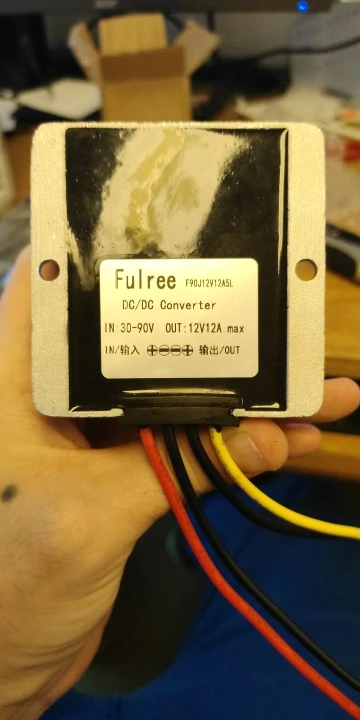 Fulree F90J12V12A5L
DC/DC Converter
IN:30-90V OUT:12V12A max
IN/输入 ⊕⊖⊖⊕ 输出/OUT